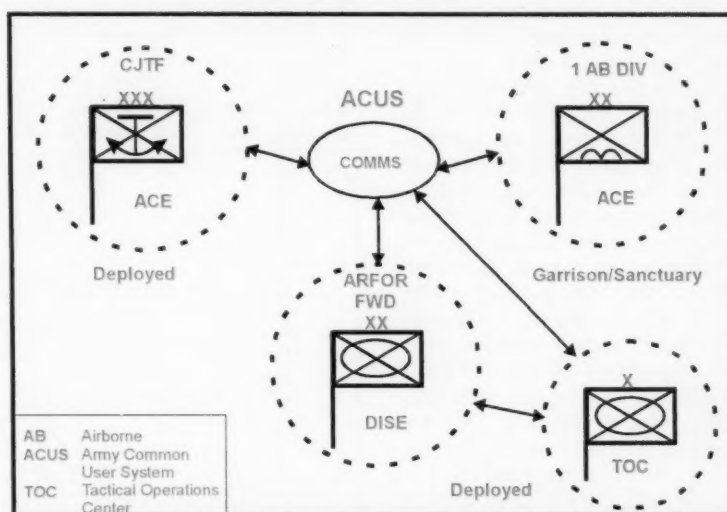 CJTF
XXX
ACE
Deployed
ACUS
COMMS
1 AB DIV
XX
ACE
Garrison/Sanctuary
ARFOR
FWD
XX
DISE
X
TOC
Deployed
AB Airborne
ACUS Army Common
User System
TOC Tactical Operations
Center